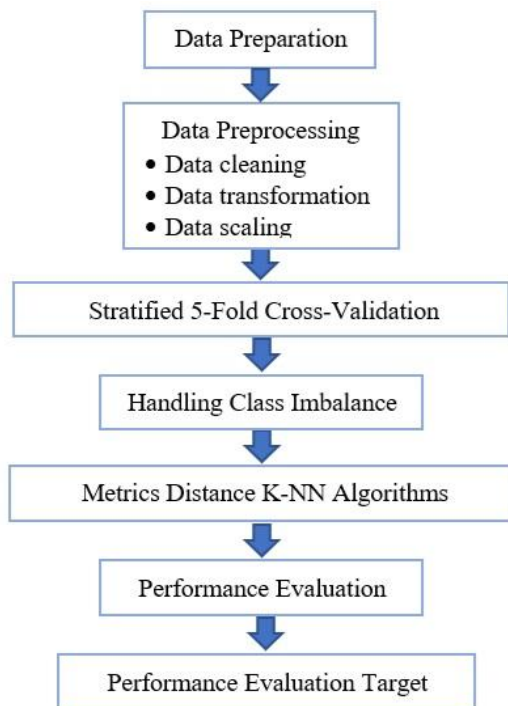 Data Preparation
Data Preprocessing
• Data cleaning
• Data transformation
• Data scaling
Stratified 5-Fold Cross-Validation
Handling Class Imbalance
Metrics Distance K-NN Algorithms
Performance Evaluation
Performance Evaluation Target